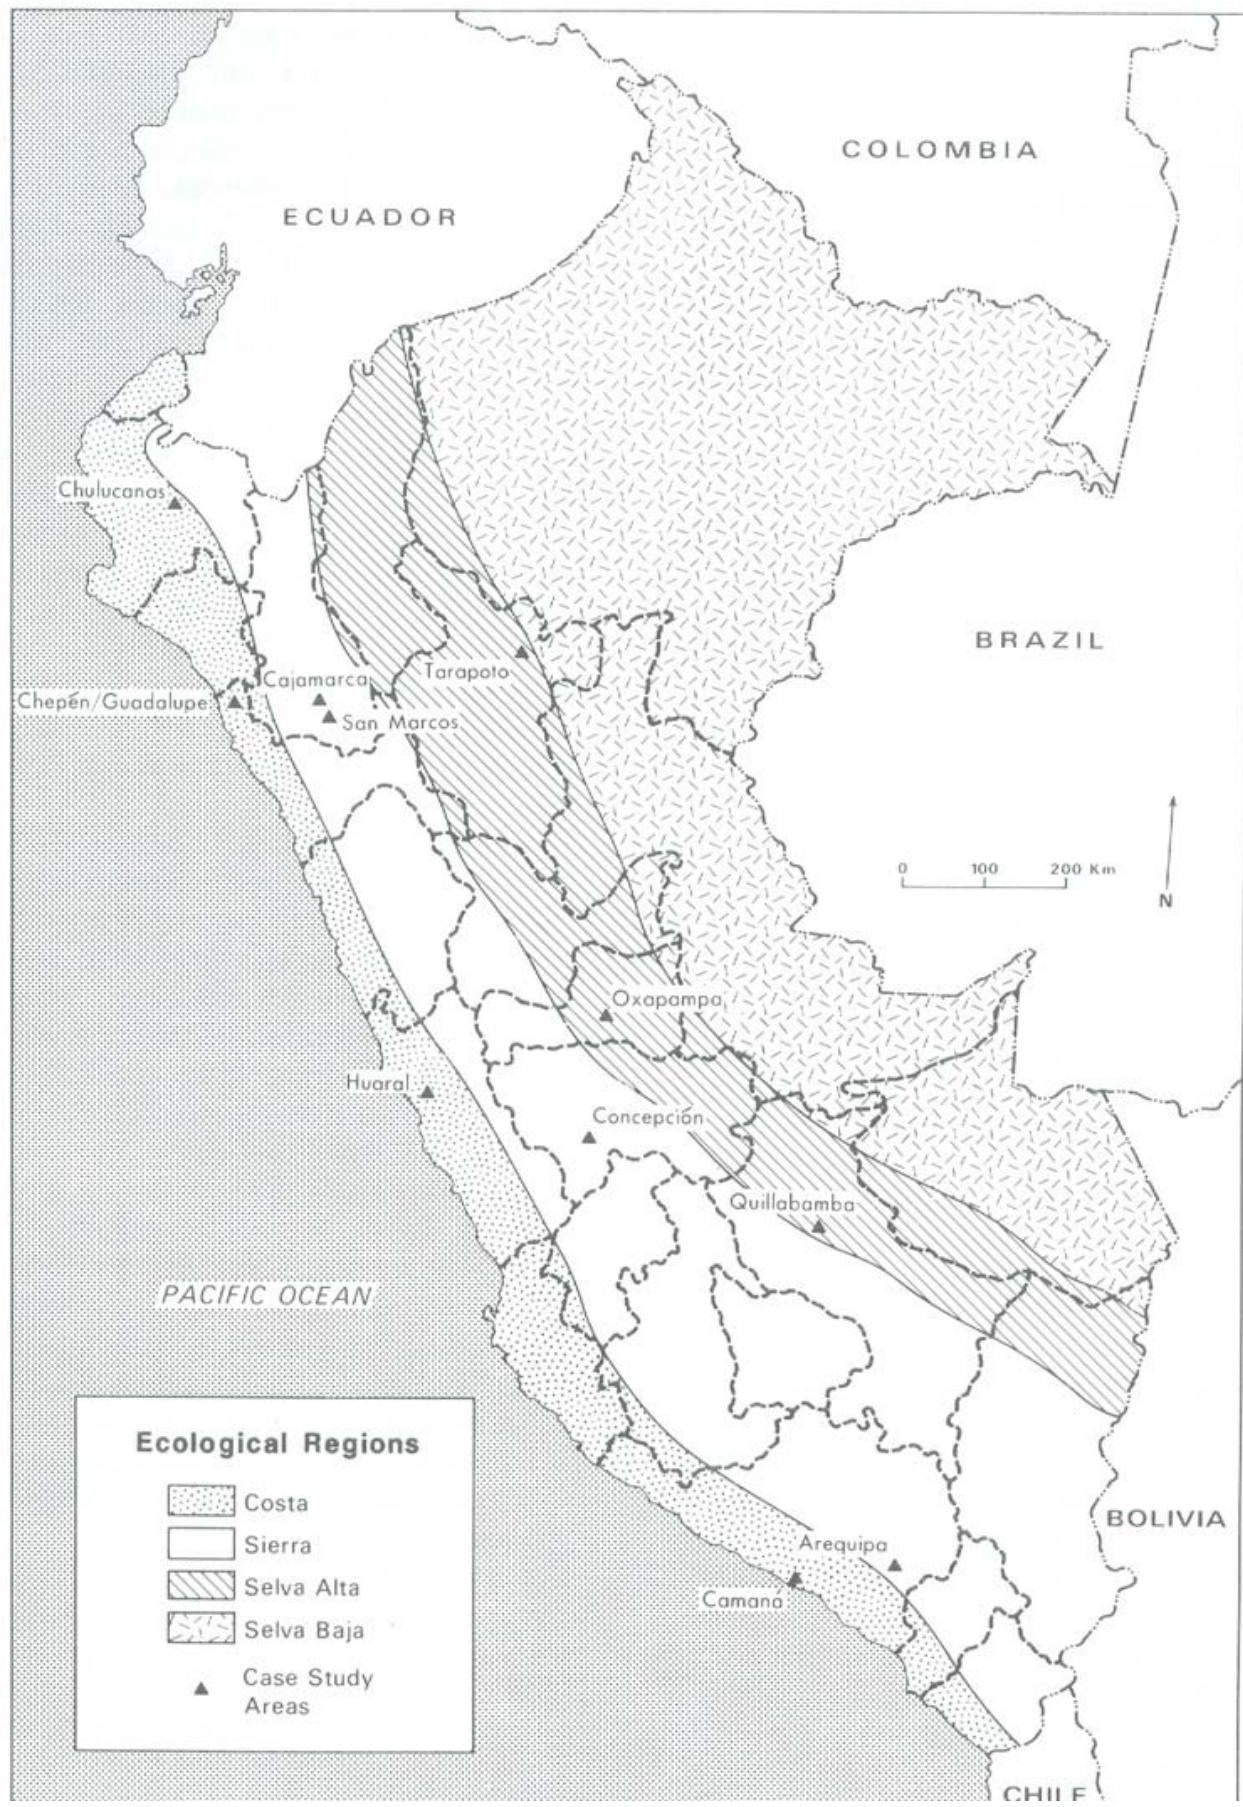 COLOMBIA
ECUADOR
Chulucanas
BRAZIL
Tarapoto
Cajamarca
Chepén/Guadalupe
San Marcos
0 100 200 Km
N
Oxapampa
Huaral
Concepción
Quillabamba
PACIFIC OCEAN
Ecological Regions
Costa
Sierra
Selva Alta
Selva Baja
Case Study
Areas
Arequipa
Camaná
BOLIVIA
CHILE